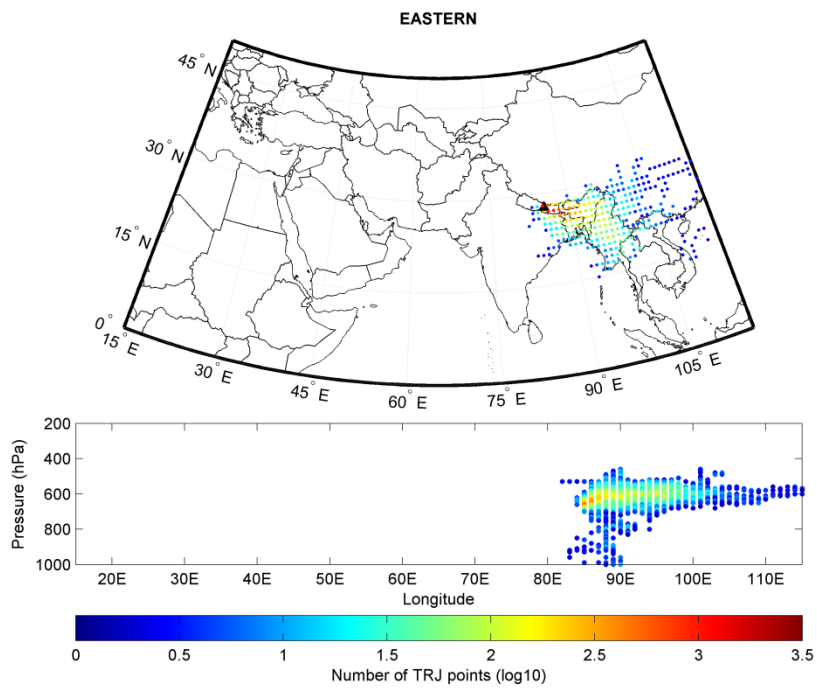 EASTERN
45° N
30° N
15° N
0°
15° E
30° E
45° E
60° E
75° E
90° E
105° E
Pressure (hPa)
200
400
600
800
1000
20E 30E 40E 50E 60E 70E 80E 90E 100E 110E
Longitude
0 0.5 1 1.5 2 2.5 3 3.5
Number of TRJ points (log10)